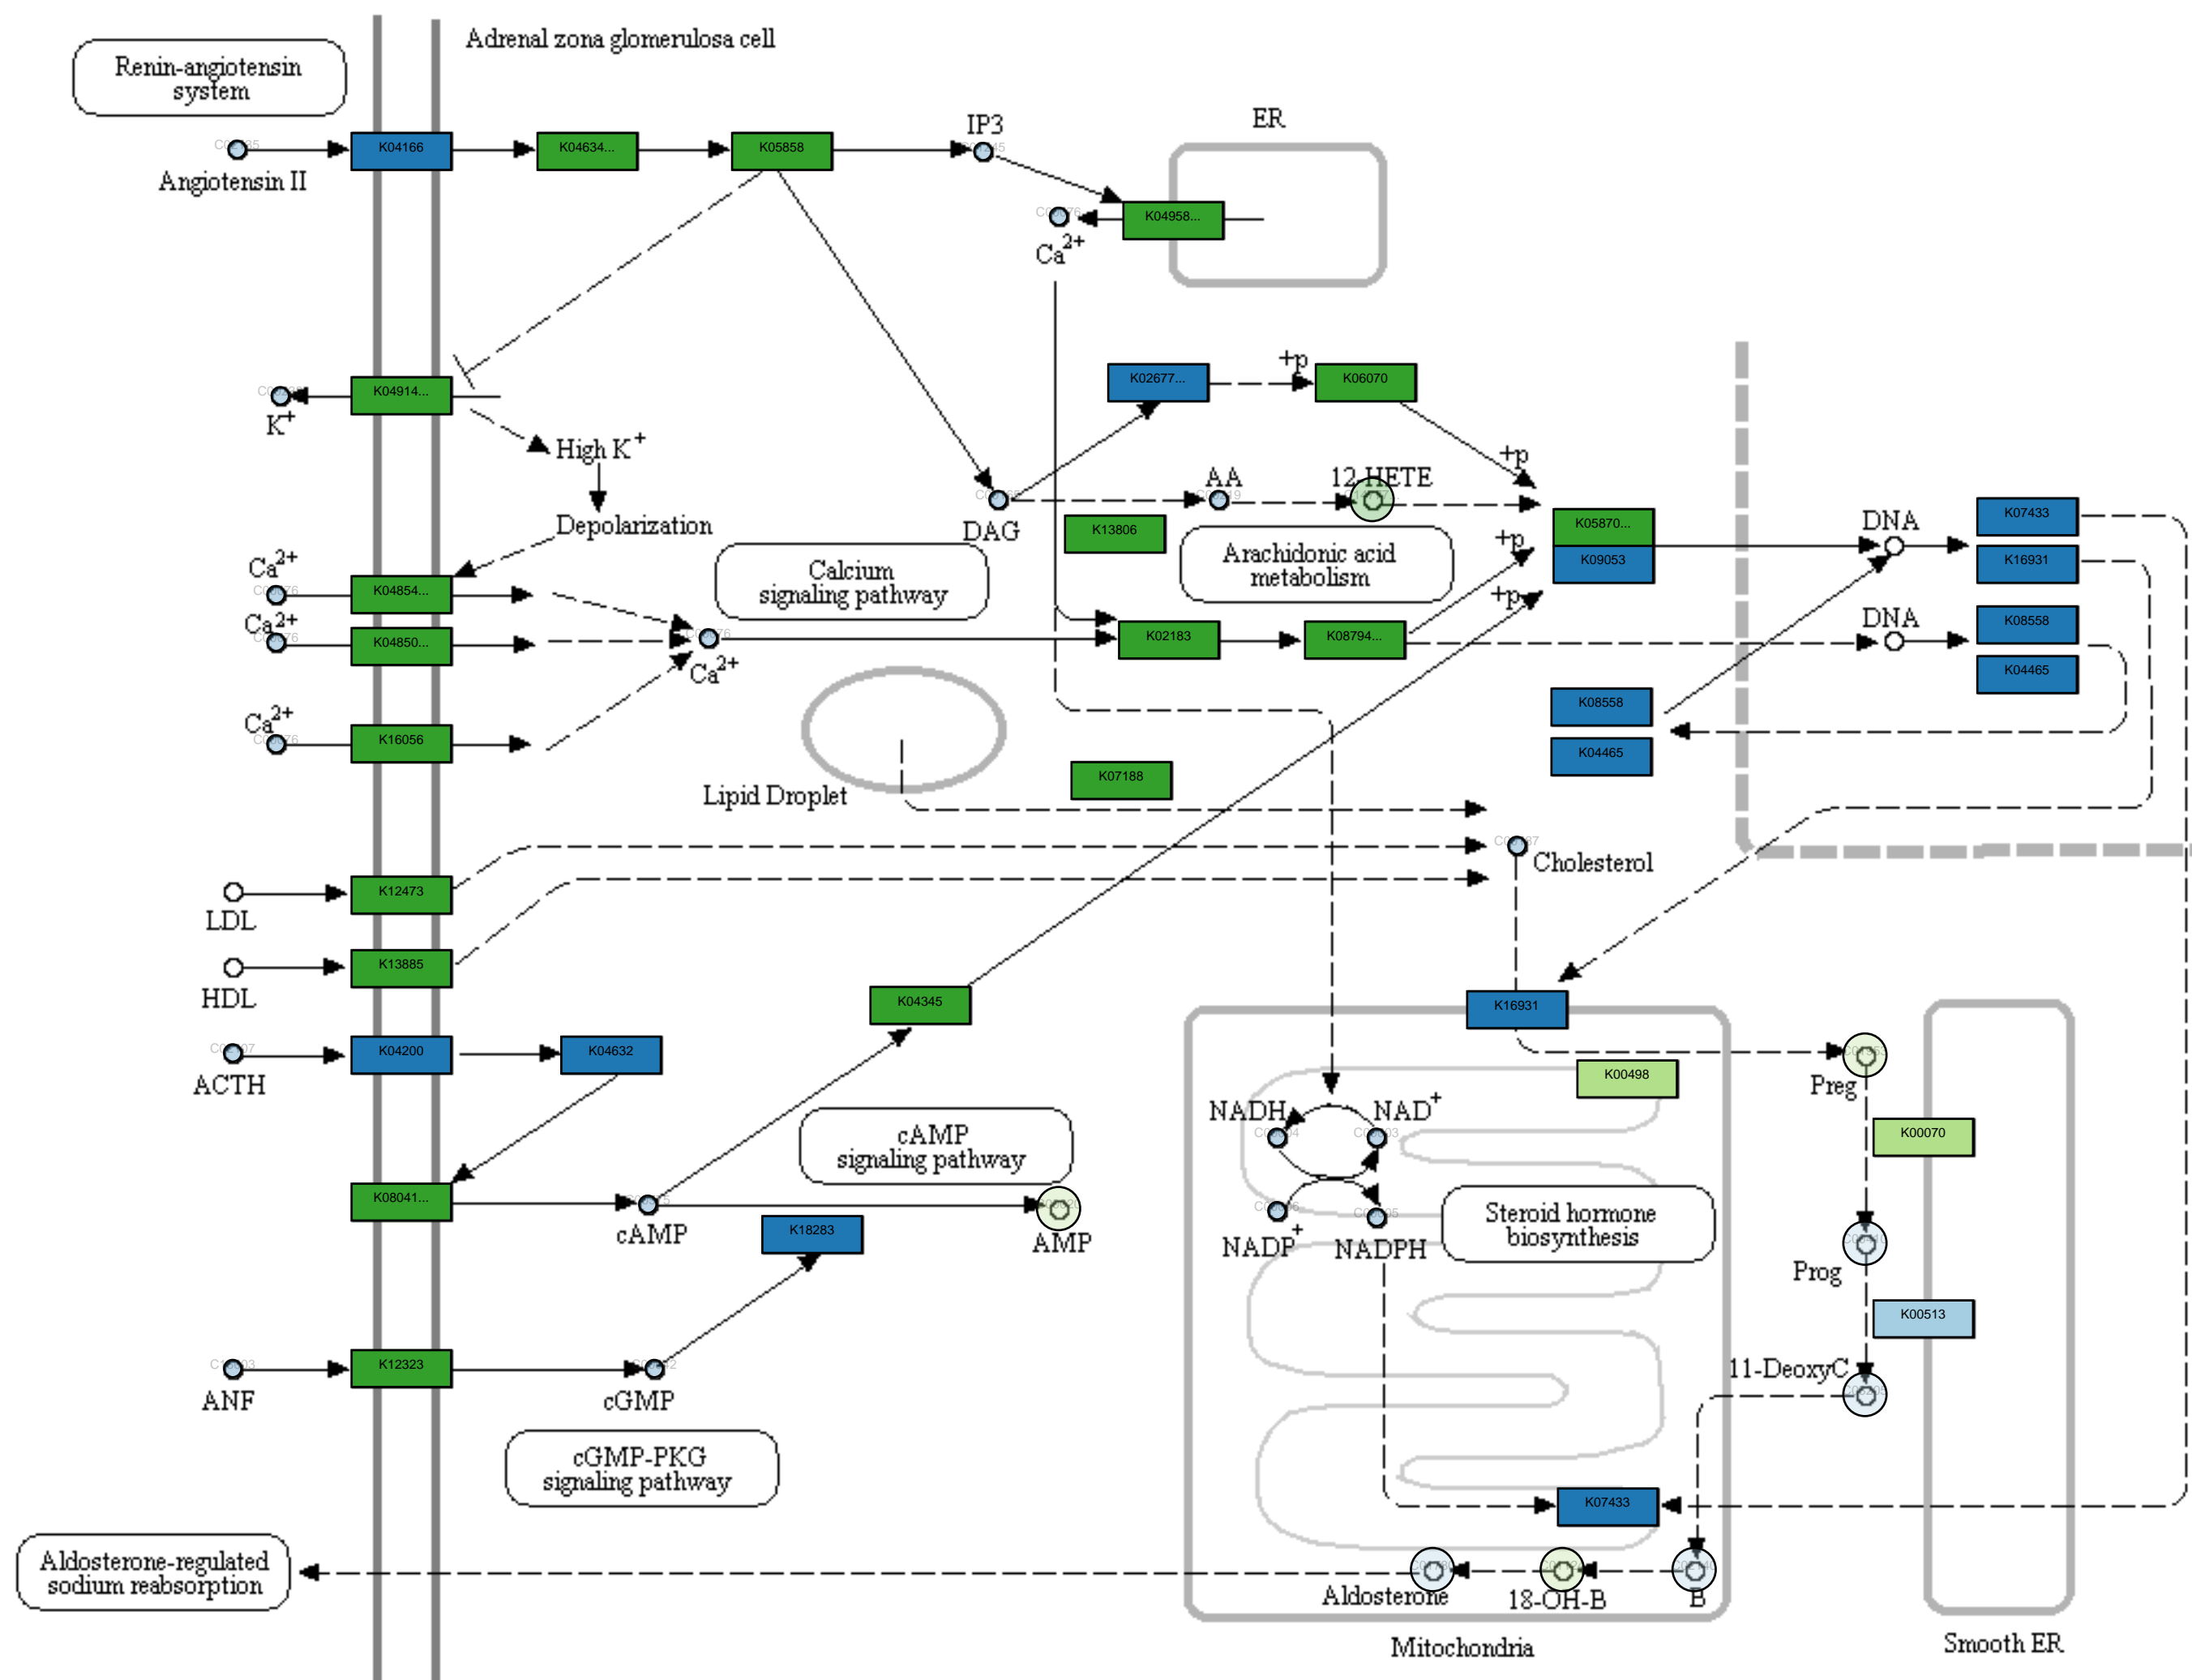 Adrenal zona glomerulosa cell
Renin-angiotensin
system
Angiotensin II
K04166
K04634...
K05858
IP3
ER
K04958...
Ca2+
K04914...
K+
High K+
Depolarization
K02677...
+p
K06070
+p
AA
12-HETE
DAG
K13806
Arachidonic acid
metabolism
+p
K05870...
K09053
+p
DNA
K07433
K16931
DNA
K08558
K04465
Calcium
signaling pathway
Ca2+
K04854...
Ca2+
K04850...
Ca2+
K02183
K08794...
Ca2+
K16056
K08558
K04465
K07188
Lipid Droplet
Cholesterol
LDL
K12473
HDL
K13885
K04345
K16931
ACTH
K04200
K04632
K00498
Preg
K00070
NADH
NAD+
cAMP
signaling pathway
K08041...
cAMP
K18283
AMP
NADP+
NADPH
Steroid hormone
biosynthesis
Prog
K00513
11-DeoxyC
ANF
K12323
cGMP
cGMP-PKG
signaling pathway
K07433
Aldosterone-regulated
sodium reabsorption
Aldosterone
18-OH-B
B
Mitochondria
Smooth ER